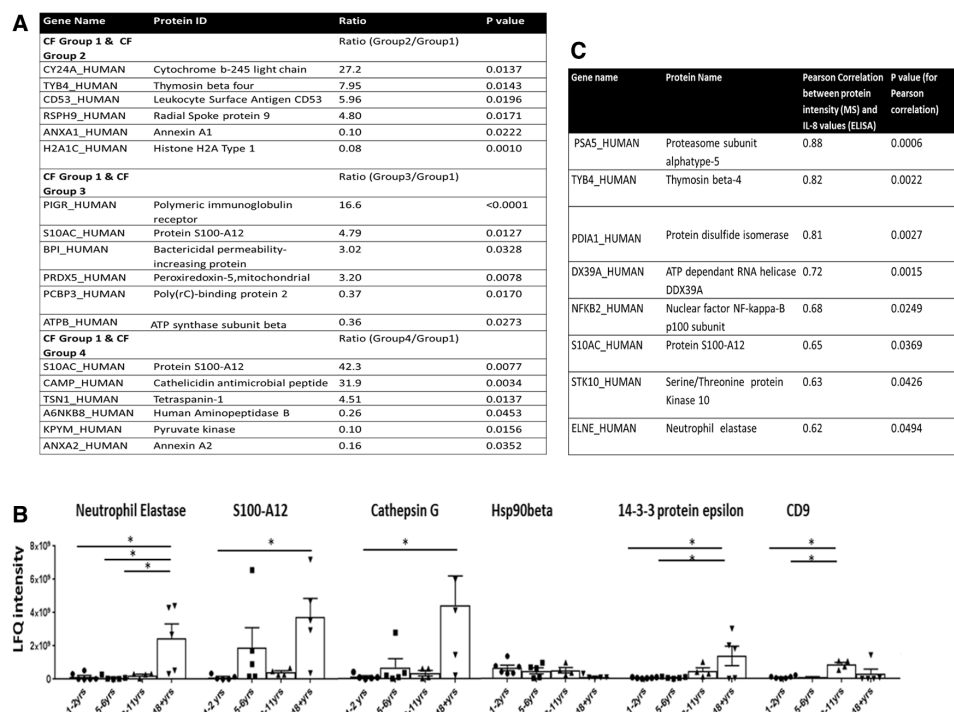 A
Gene Name Protein ID Ratio P value
CF Group 1 & CF Ratio (Group2/Group1)
Group 2
CY24A_HUMAN Cytochrome b-245 light chain 27.2 0.0137
TYB4_HUMAN Thymosin beta four 7.95 0.0143
CD53_HUMAN Leukocyte Surface Antigen CD53 5.96 0.0196
RSPH9_HUMAN Radial Spoke protein 9 4.80 0.0171
ANXA1_HUMAN Annexin A1 0.10 0.0222
H2A1C_HUMAN Histone H2A Type 1 0.08 0.0010
CF Group 1 & CF Ratio (Group3/Group1)
Group 3
PIGR_HUMAN Polymeric immunoglobulin 16.6 <0.0001
receptor
S10AC_HUMAN Protein S100-A12 4.79 0.0127
BPI_HUMAN Bactericidal permeability- 3.02 0.0328
increasing protein
PRDX5_HUMAN Peroxiredoxin-5,mitochondrial 3.20 0.0078
PCBP3_HUMAN Poly(rC)-binding protein 2 0.37 0.0170
ATPB_HUMAN ATP synthase subunit beta 0.36 0.0273
CF Group 1 & CF Ratio (Group4/Group1)
Group 4
S10AC_HUMAN Protein S100-A12 42.3 0.0077
CAMP_HUMAN Cathelicidin antimicrobial peptide 31.9 0.0034
TSN1_HUMAN Tetraspanin-1 4.51 0.0137
A6NKB8_HUMAN Human Aminopeptidase B 0.26 0.0453
KPYM_HUMAN Pyruvate kinase 0.10 0.0156
ANXA2_HUMAN Annexin A2 0.16 0.0352
C
Gene name Protein Name Pearson Correlation P value (for
between protein Pearson
intensity (MS) and correlation)
IL-8 values (ELISA)
PSA5_HUMAN Proteasome subunit 0.88 0.0006
alphatype-5
TYB4_HUMAN Thymosin beta-4 0.82 0.0022
PDIA1_HUMAN Protein disulfide isomerase 0.81 0.0027
DX39A_HUMAN ATP dependant RNA helicase 0.72 0.0015
DDX39A
NFKB2_HUMAN Nuclear factor NF-kappa-B 0.68 0.0249
p100 subunit
S10AC_HUMAN Protein S100-A12 0.65 0.0369
STK10_HUMAN Serine/Threonine protein 0.63 0.0426
Kinase 10
ELNE_HUMAN Neutrophil elastase 0.62 0.0494
B
Neutrophil Elastase S100-A12 Cathepsin G Hsp90beta 14-3-3 protein epsilon CD9
* * * * * * * * *
LFQ intensity
8x10⁹
6x10⁹
4x10⁹
2x10⁹
0